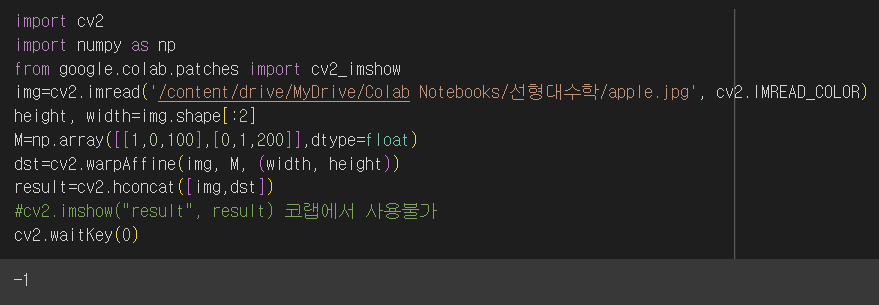 import cv2
import numpy as np
from google.colab.patches import cv2_imshow
img=cv2.imread('/content/drive/MyDrive/Colab Notebooks/선형대수학/apple.jpg', cv2.IMREAD_COLOR)
height, width=img.shape[:2]
M=np.array([[1,0,100],[0,1,200]],dtype=float)
dst=cv2.warpAffine(img, M, (width, height))
result=cv2.hconcat([img,dst])
#cv2.imshow("result", result) 코랩에서 사용불가
cv2.waitKey(0)
-1